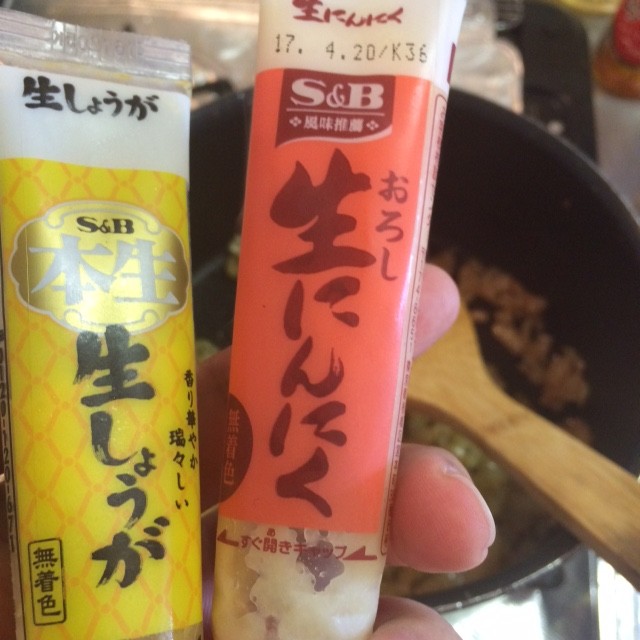 生しょうが
S&B
本生
生しょうが
香り華やか
瑞々しい
無着色
生にんにく
17. 4.20/K36
S&B
風味推薦
おろし
生にんにく
無着色
すぐ開きキャップ